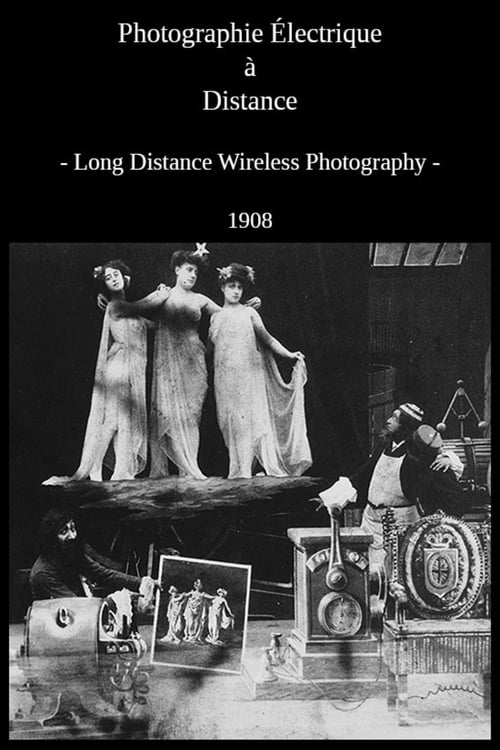 Photographie Électrique
à
Distance
- Long Distance Wireless Photography -
1908